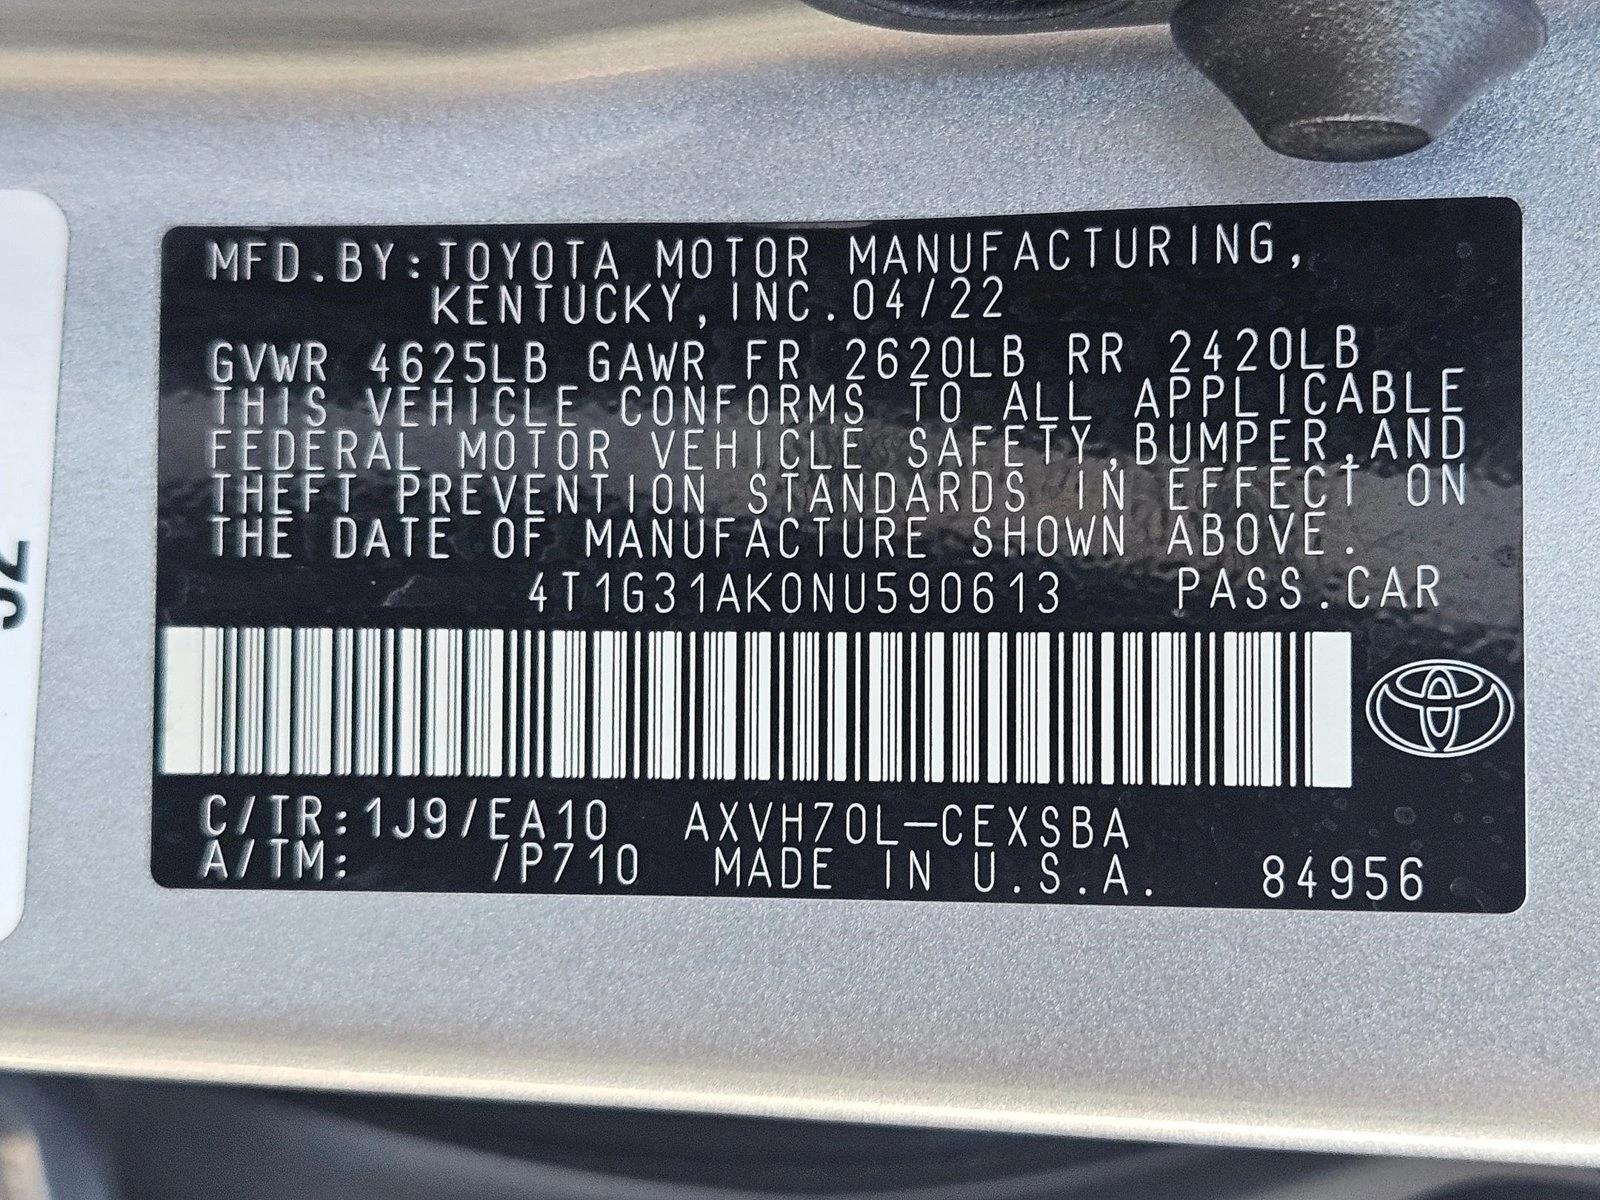 MFD.BY:TOYOTA MOTOR MANUFACTURING,
KENTUCKY,INC.04/22
GVWR 4625LB GAWR FR 2620LB RR 2420LB
THIS VEHICLE CONFORMS TO ALL APPLICABLE
FEDERAL MOTOR VEHICLE SAFETY,BUMPER,AND
THEFT PREVENTION STANDARDS IN EFFECT ON
THE DATE OF MANUFACTURE SHOWN ABOVE.
4T1G31AK0NU590613 PASS.CAR
C/TR:1J9/EA10 AXVH70L-CEXSBA
A/TM: /P710 MADE IN U.S.A. 84956